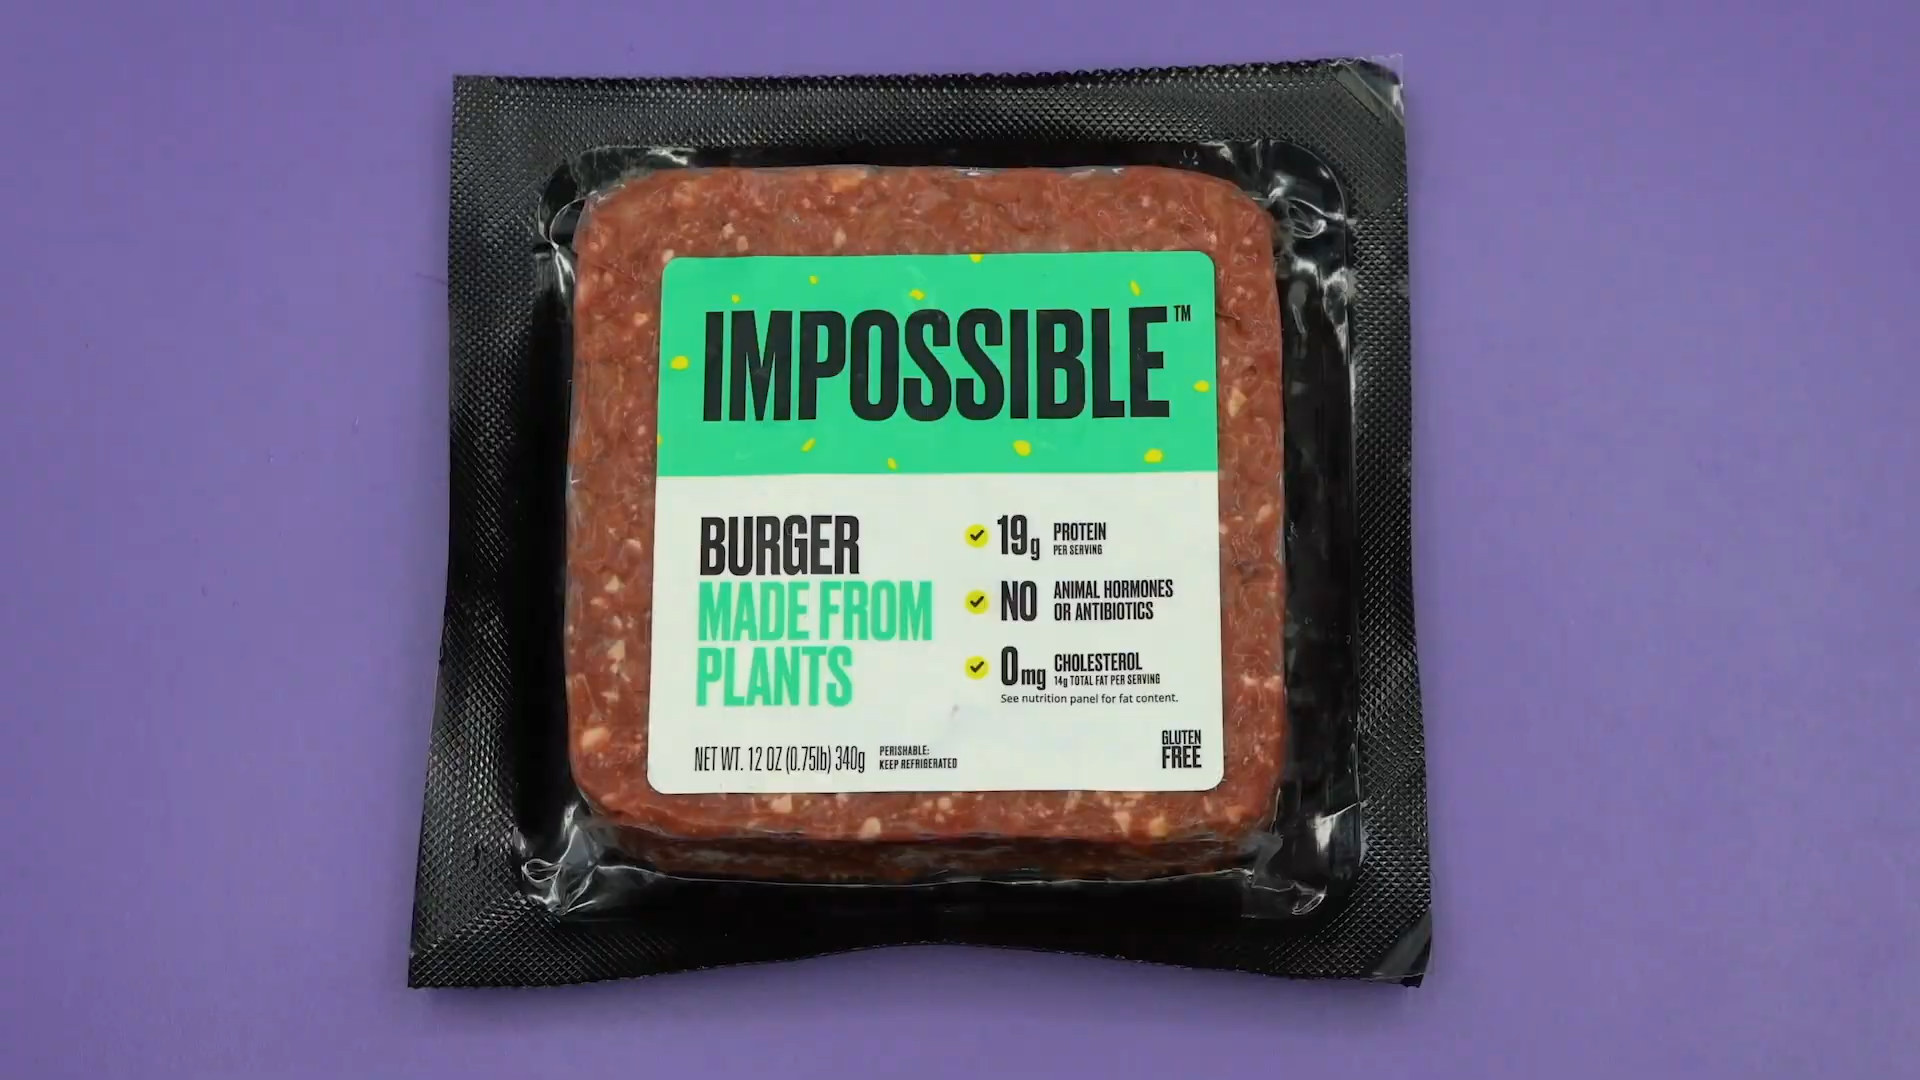 IMPOSSIBLE™
BURGER
MADE FROM
PLANTS
19g PROTEIN
PER SERVING
NO ANIMAL HORMONES
OR ANTIBIOTICS
0mg CHOLESTEROL
14g TOTAL FAT PER SERVING
See nutrition panel for fat content.
NET WT. 12 OZ (0.75lb) 340g
PERISHABLE:
KEEP REFRIGERATED
GLUTEN
FREE